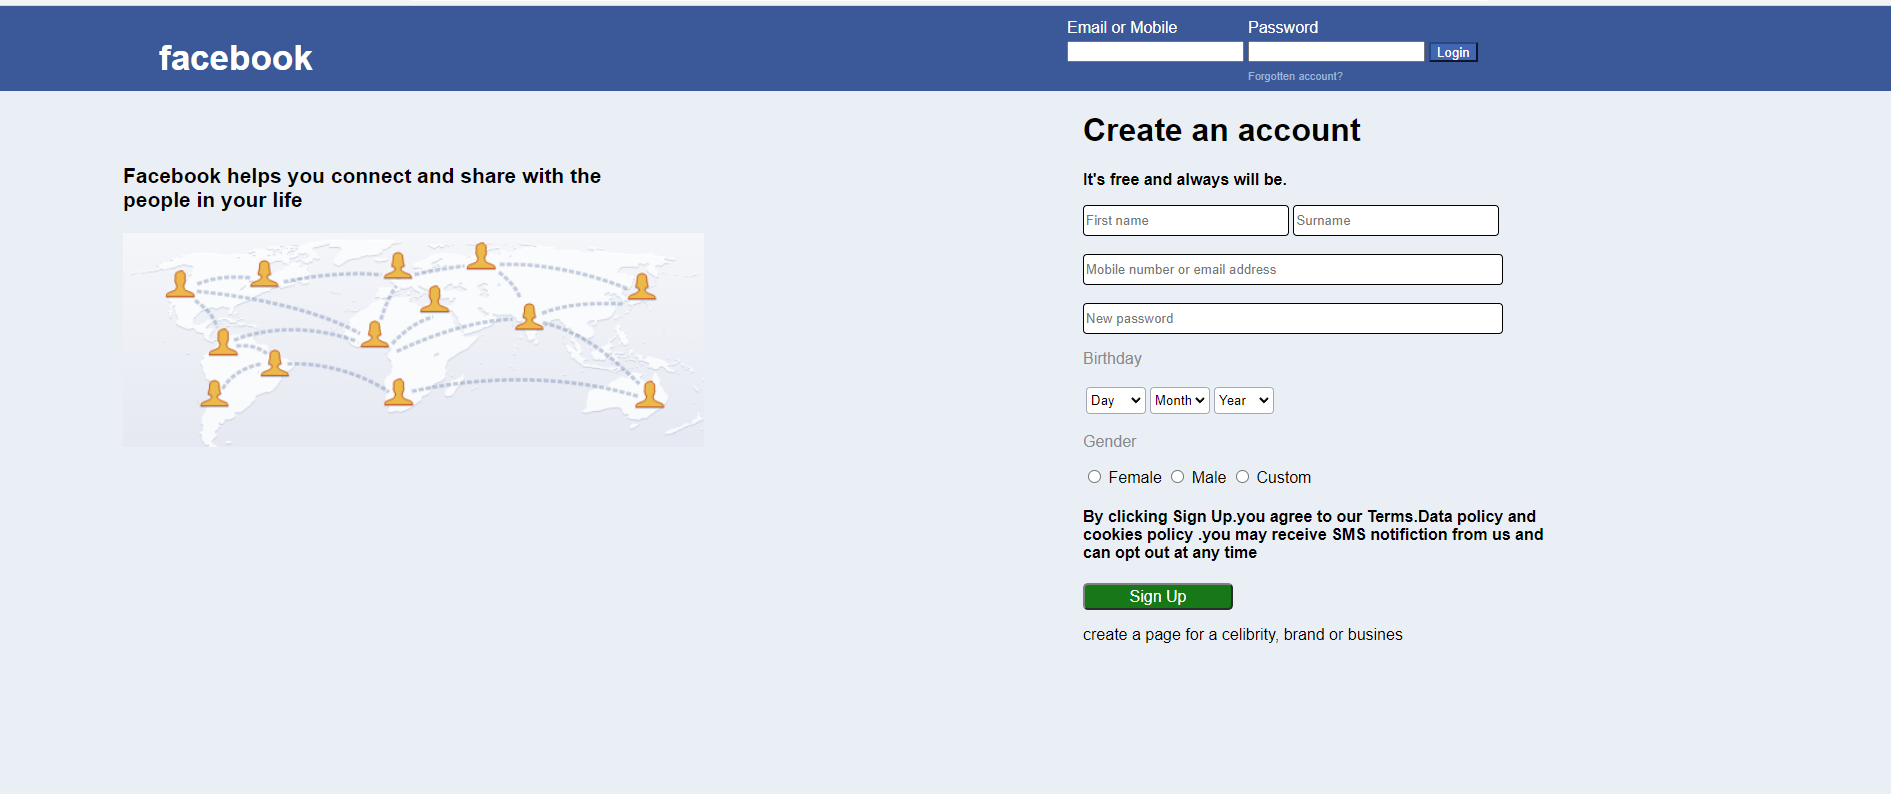 Email or Mobile Password
facebook
Login
Forgotten account?
Create an account
Facebook helps you connect and share with the
people in your life
It's free and always will be.
First name Surname
Mobile number or email address
New password
Birthday
Day Month Year
Gender
Female Male Custom
By clicking Sign Up.you agree to our Terms.Data policy and
cookies policy .you may receive SMS notifiction from us and
can opt out at any time
Sign Up
create a page for a celibrity, brand or busines